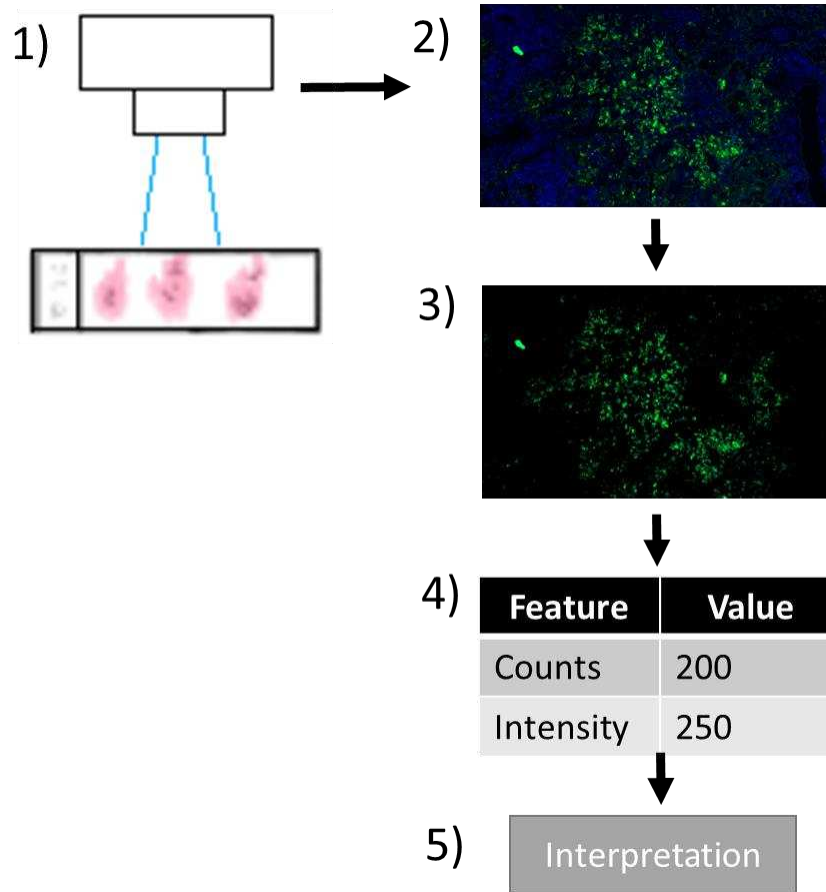 1)
2)
3)
4)
Feature Value
Counts 200
Intensity 250
5)
Interpretation